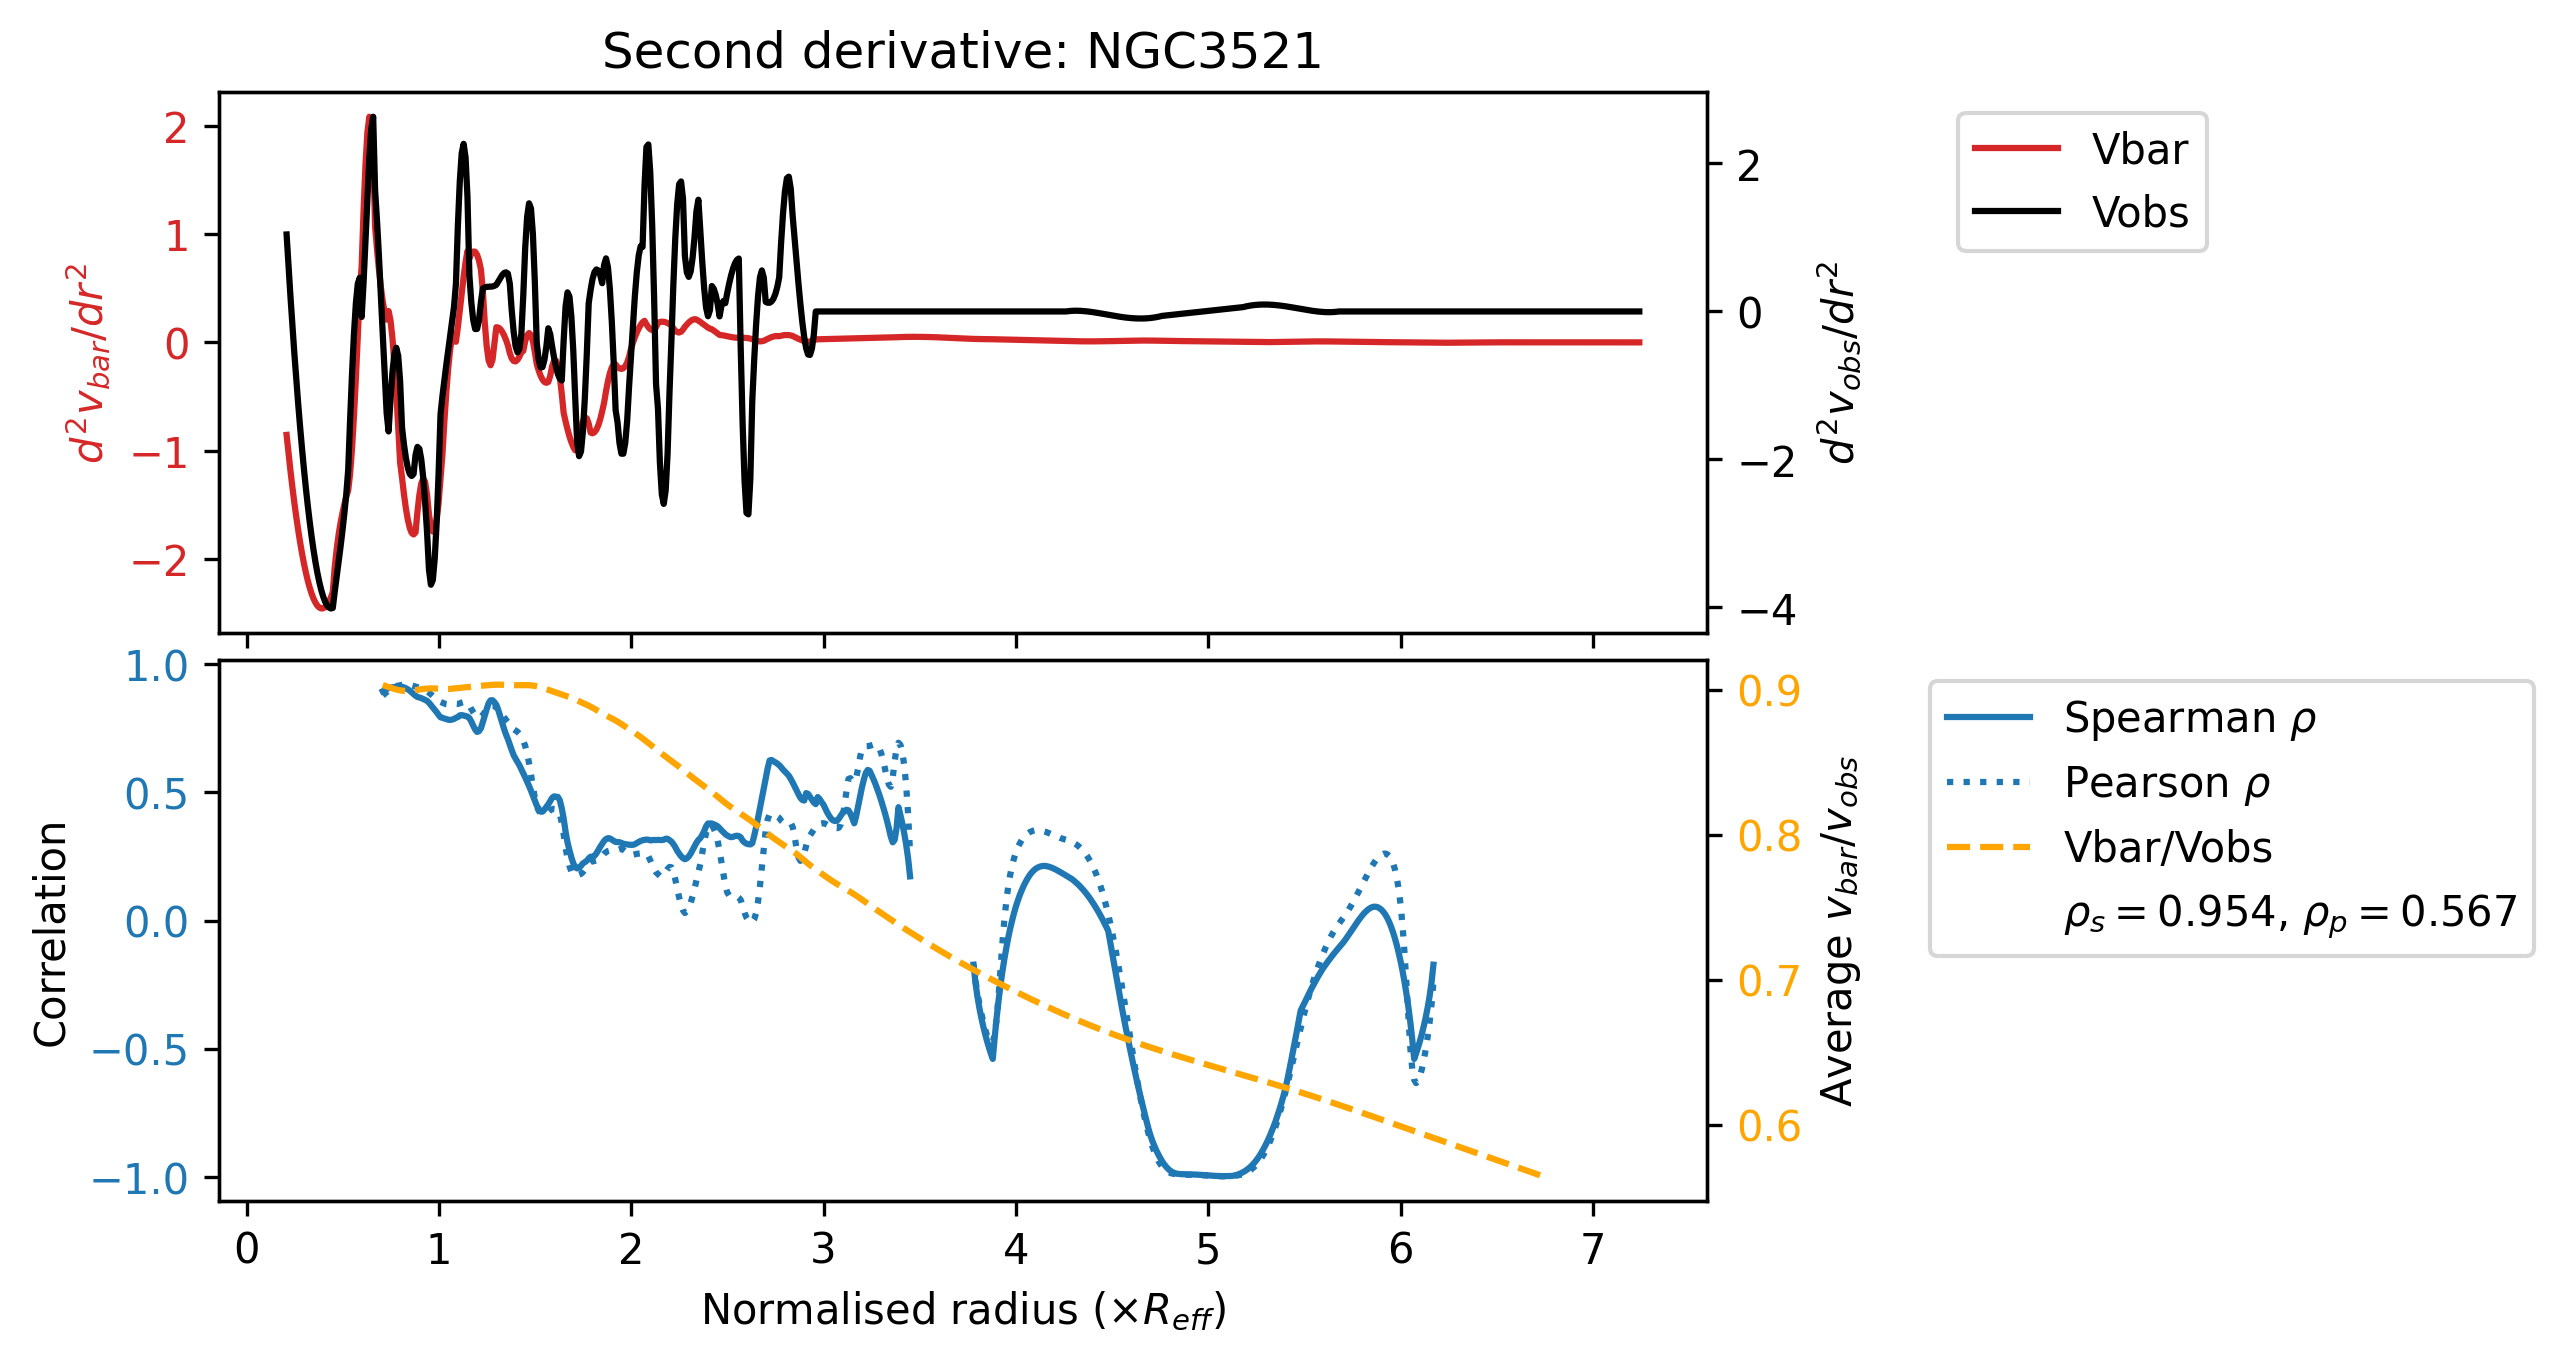 Second derivative: NGC3521
d²v_bar/dr²
2
1
0
−1
−2
2
0
−2
−4
d²v_obs/dr²
Vbar
Vobs
Correlation
1.0
0.5
0.0
−0.5
−1.0
0.9
0.8
0.7
0.6
Average v_bar/v_obs
Spearman ρ
Pearson ρ
Vbar/Vobs
ρ_s = 0.954, ρ_p = 0.567
0 1 2 3 4 5 6 7
Normalised radius (×R_eff)